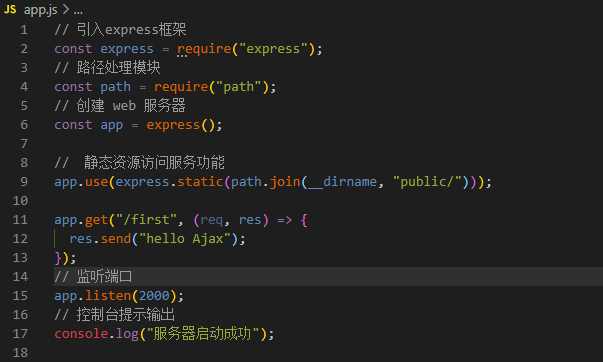 JS app.js > ...
1 // 引入express框架
2 const express = require("express");
3 // 路径处理模块
4 const path = require("path");
5 // 创建 web 服务器
6 const app = express();
7
8 //  静态资源访问服务功能
9 app.use(express.static(path.join(__dirname, "public/")));
10
11 app.get("/first", (req, res) => {
12   res.send("hello Ajax");
13 });
14 // 监听端口
15 app.listen(2000);
16 // 控制台提示输出
17 console.log("服务器启动成功");
18